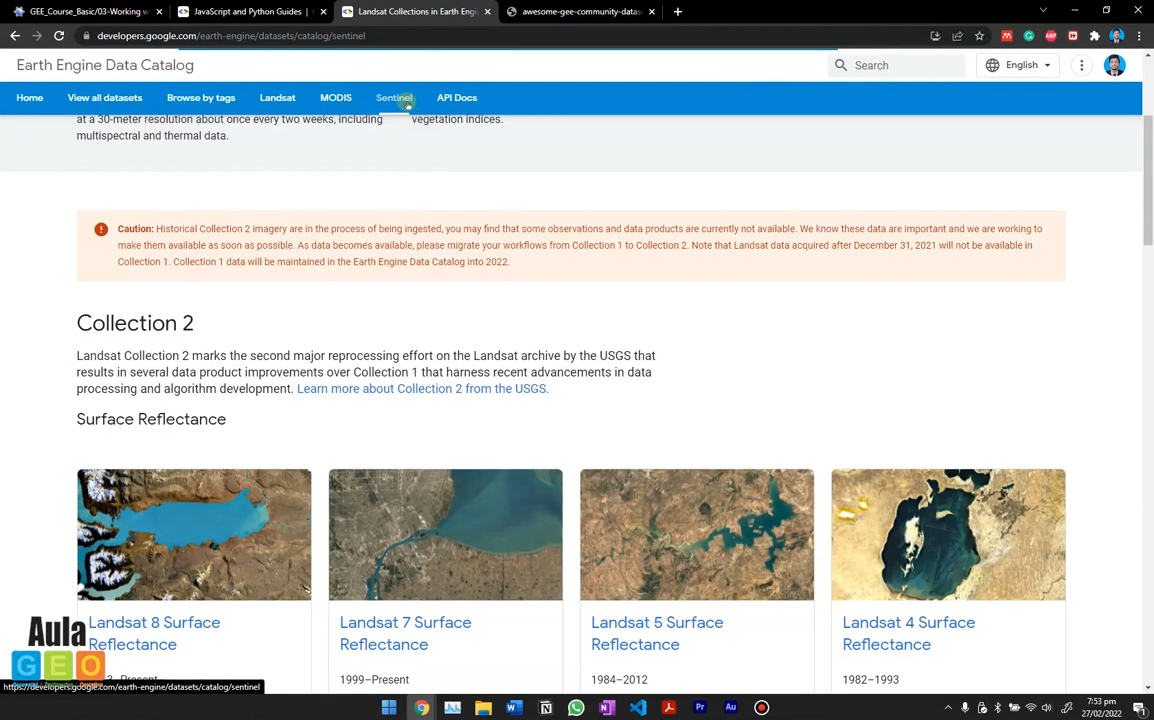 GEE_Course_Basic/03-Working w
JavaScript and Python Guides
Landsat Collections in Earth Engin
awesome-gee-community-datas
developers.google.com/earth-engine/datasets/catalog/sentinel
Earth Engine Data Catalog
Search
English
Home
View all datasets
Browse by tags
Landsat
MODIS
Sentinel
API Docs
at a 30-meter resolution about once every two weeks, including
multispectral and thermal data.
vegetation indices.
Caution: Historical Collection 2 imagery are in the process of being ingested, you may find that some observations and data products are currently not available. We know these data are important and we are working to
make them available as soon as possible. As data becomes available, please migrate your workflows from Collection 1 to Collection 2. Note that Landsat data acquired after December 31, 2021 will not be available in
Collection 1. Collection 1 data will be maintained in the Earth Engine Data Catalog into 2022.
Collection 2
Landsat Collection 2 marks the second major reprocessing effort on the Landsat archive by the USGS that
results in several data product improvements over Collection 1 that harness recent advancements in data
processing and algorithm development. Learn more about Collection 2 from the USGS.
Surface Reflectance
Landsat 8 Surface
Reflectance
Landsat 7 Surface
Reflectance
1999–Present
Landsat 5 Surface
Reflectance
1984–2012
Landsat 4 Surface
Reflectance
1982–1993
Aula
GEO
https://developers.google.com/earth-engine/datasets/catalog/sentinel
7:53 pm
27/02/2022